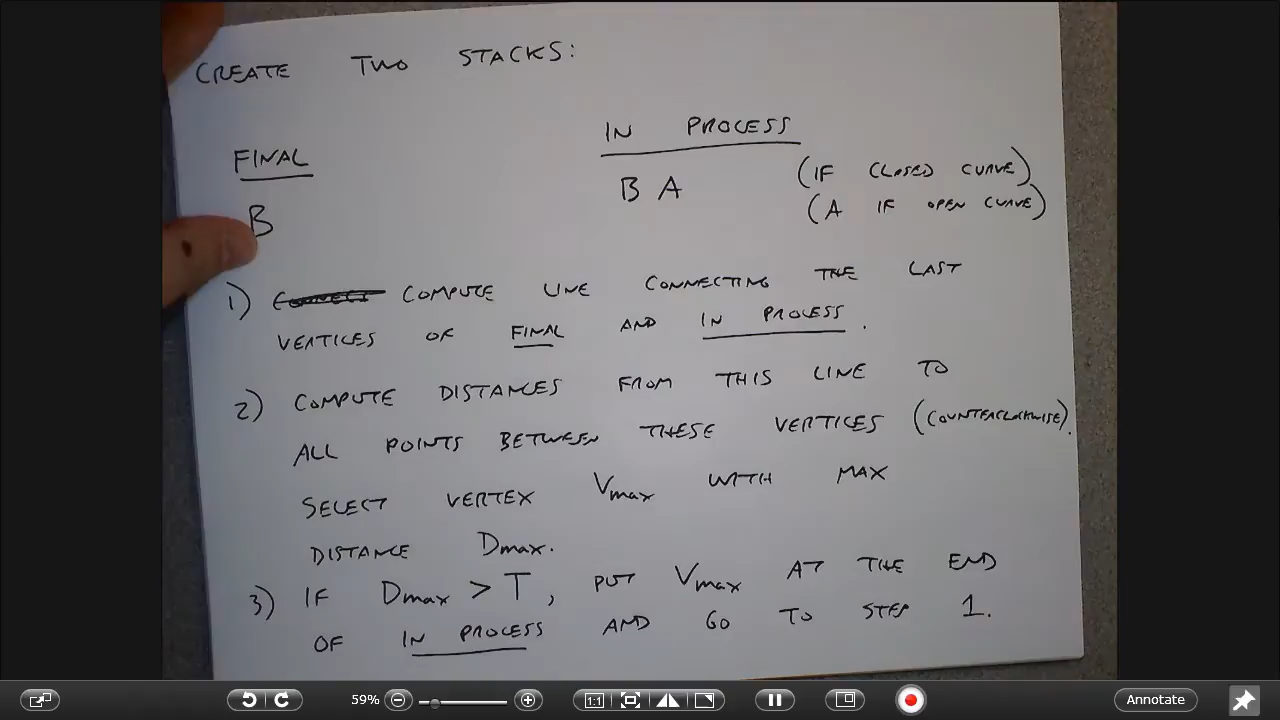 CREATE TWO STACKS:
FINAL
IN PROCESS
B
B A
(IF CLOSED CURVE)
(A IF OPEN CURVE)
1) COMPUTE LINE CONNECTING THE LAST
VERTICES OF FINAL AND IN PROCESS.
2) COMPUTE DISTANCES FROM THIS LINE TO
ALL POINTS BETWEEN THESE VERTICES (COUNTERCLOCKWISE).
SELECT VERTEX Vmax WITH MAX
DISTANCE Dmax.
3) IF Dmax > T, PUT Vmax AT THE END
OF IN PROCESS AND GO TO STEP 1.
59%
1:1
Annotate